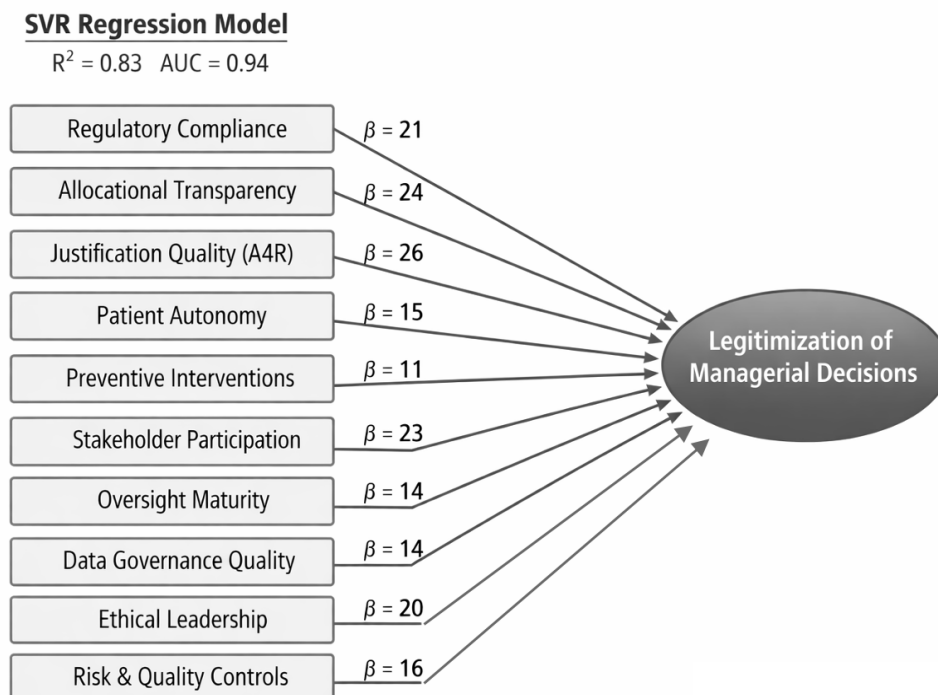 SVR Regression Model
R² = 0.83 AUC = 0.94
Regulatory Compliance
β = 21
Allocational Transparency
β = 24
Justification Quality (A4R)
β = 26
Patient Autonomy
β = 15
Preventive Interventions
β = 11
Stakeholder Participation
β = 23
Oversight Maturity
β = 14
Data Governance Quality
β = 14
Ethical Leadership
β = 20
Risk & Quality Controls
β = 16
Legitimization of
Managerial Decisions